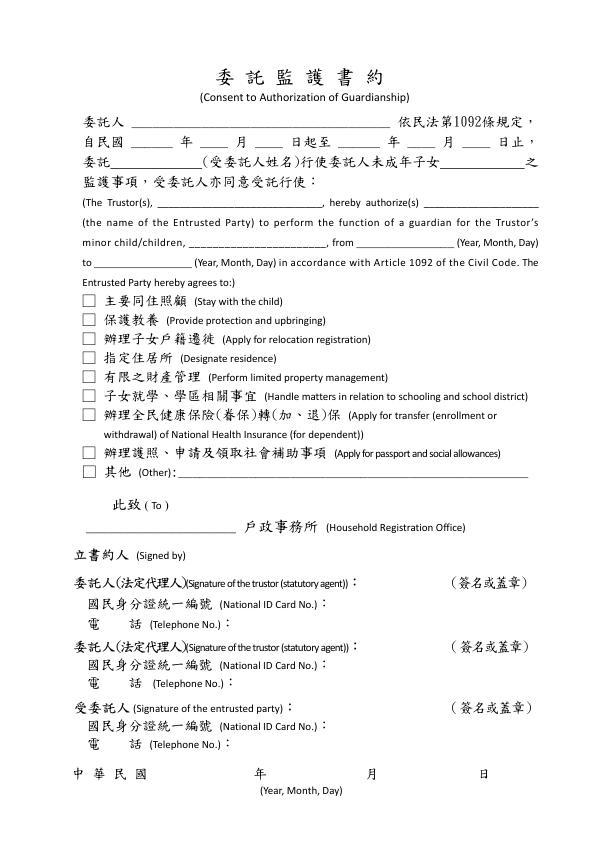 委託監護書約
(Consent to Authorization of Guardianship)
委託人 ______________________________ 依民法第1092條規定，
自民國 ______ 年 ____ 月 ____ 日起至 ______ 年 ____ 月 ____ 日止，
委託____________(受委託人姓名)行使委託人未成年子女____________之
監護事項，受委託人亦同意受託行使：
(The Trustor(s), ______________________________, hereby authorize(s) ____________________
(the name of the Entrusted Party) to perform the function of a guardian for the Trustor's
minor child/children, _________________________, from __________________ (Year, Month, Day)
to __________________ (Year, Month, Day) in accordance with Article 1092 of the Civil Code. The
Entrusted Party hereby agrees to:)
□ 主要同住照顧 (Stay with the child)
□ 保護教養 (Provide protection and upbringing)
□ 辦理子女戶籍遷徙 (Apply for relocation registration)
□ 指定住居所 (Designate residence)
□ 有限之財產管理 (Perform limited property management)
□ 子女就學、學區相關事宜 (Handle matters in relation to schooling and school district)
□ 辦理全民健康保險(眷保)轉(加、退)保 (Apply for transfer (enrollment or
withdrawal) of National Health Insurance (for dependent))
□ 辦理護照、申請及領取社會補助事項 (Apply for passport and social allowances)
□ 其他 (Other):______________________________
此致 ( To )
____________________ 戶政事務所 (Household Registration Office)
立書約人 (Signed by)
委託人(法定代理人)(Signature of the trustor (statutory agent))： （簽名或蓋章）
國民身分證統一編號 (National ID Card No.)：
電 話 (Telephone No.)：
委託人(法定代理人)(Signature of the trustor (statutory agent))： （簽名或蓋章）
國民身分證統一編號 (National ID Card No.)：
電 話 (Telephone No.)：
受委託人 (Signature of the entrusted party)： （簽名或蓋章）
國民身分證統一編號 (National ID Card No.)：
電 話 (Telephone No.)：
中 華 民 國 年 月 日
(Year, Month, Day)